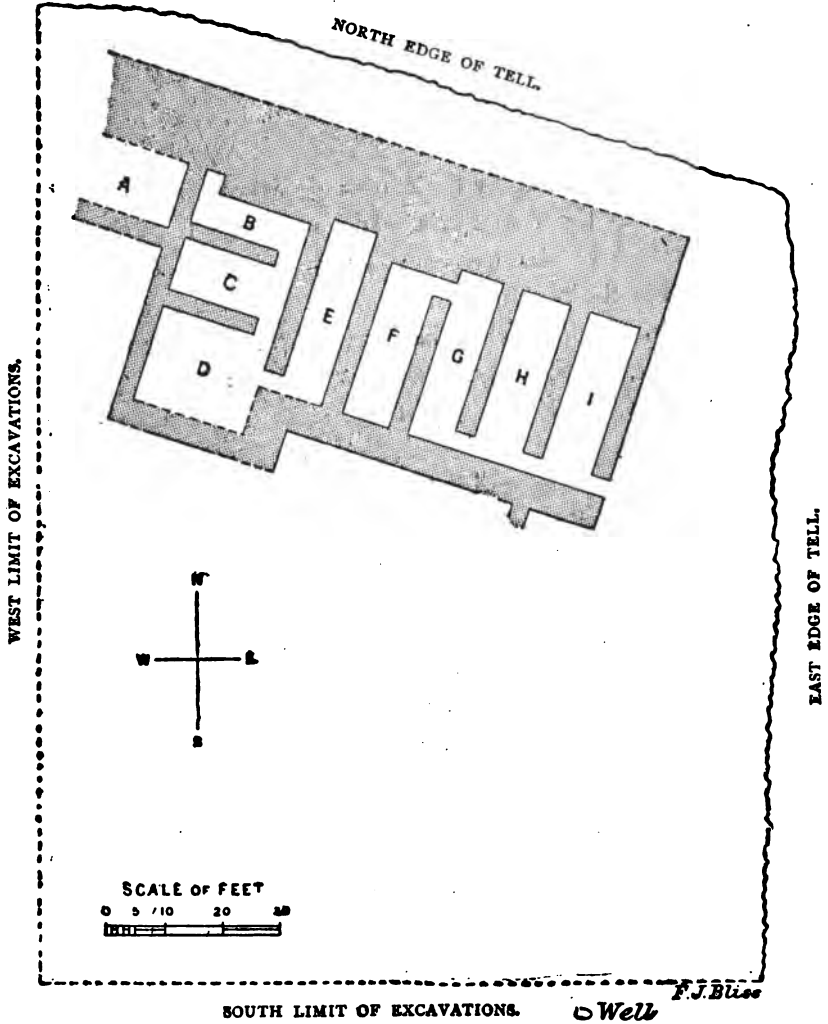 NORTH EDGE OF TELL.
A
B
C
D
E
F
G
H
I
WEST LIMIT OF EXCAVATIONS.
EAST EDGE OF TELL.
N
W E
S
SCALE OF FEET
0 5 10 20 30
F.J.Bliss
SOUTH LIMIT OF EXCAVATIONS.
Well